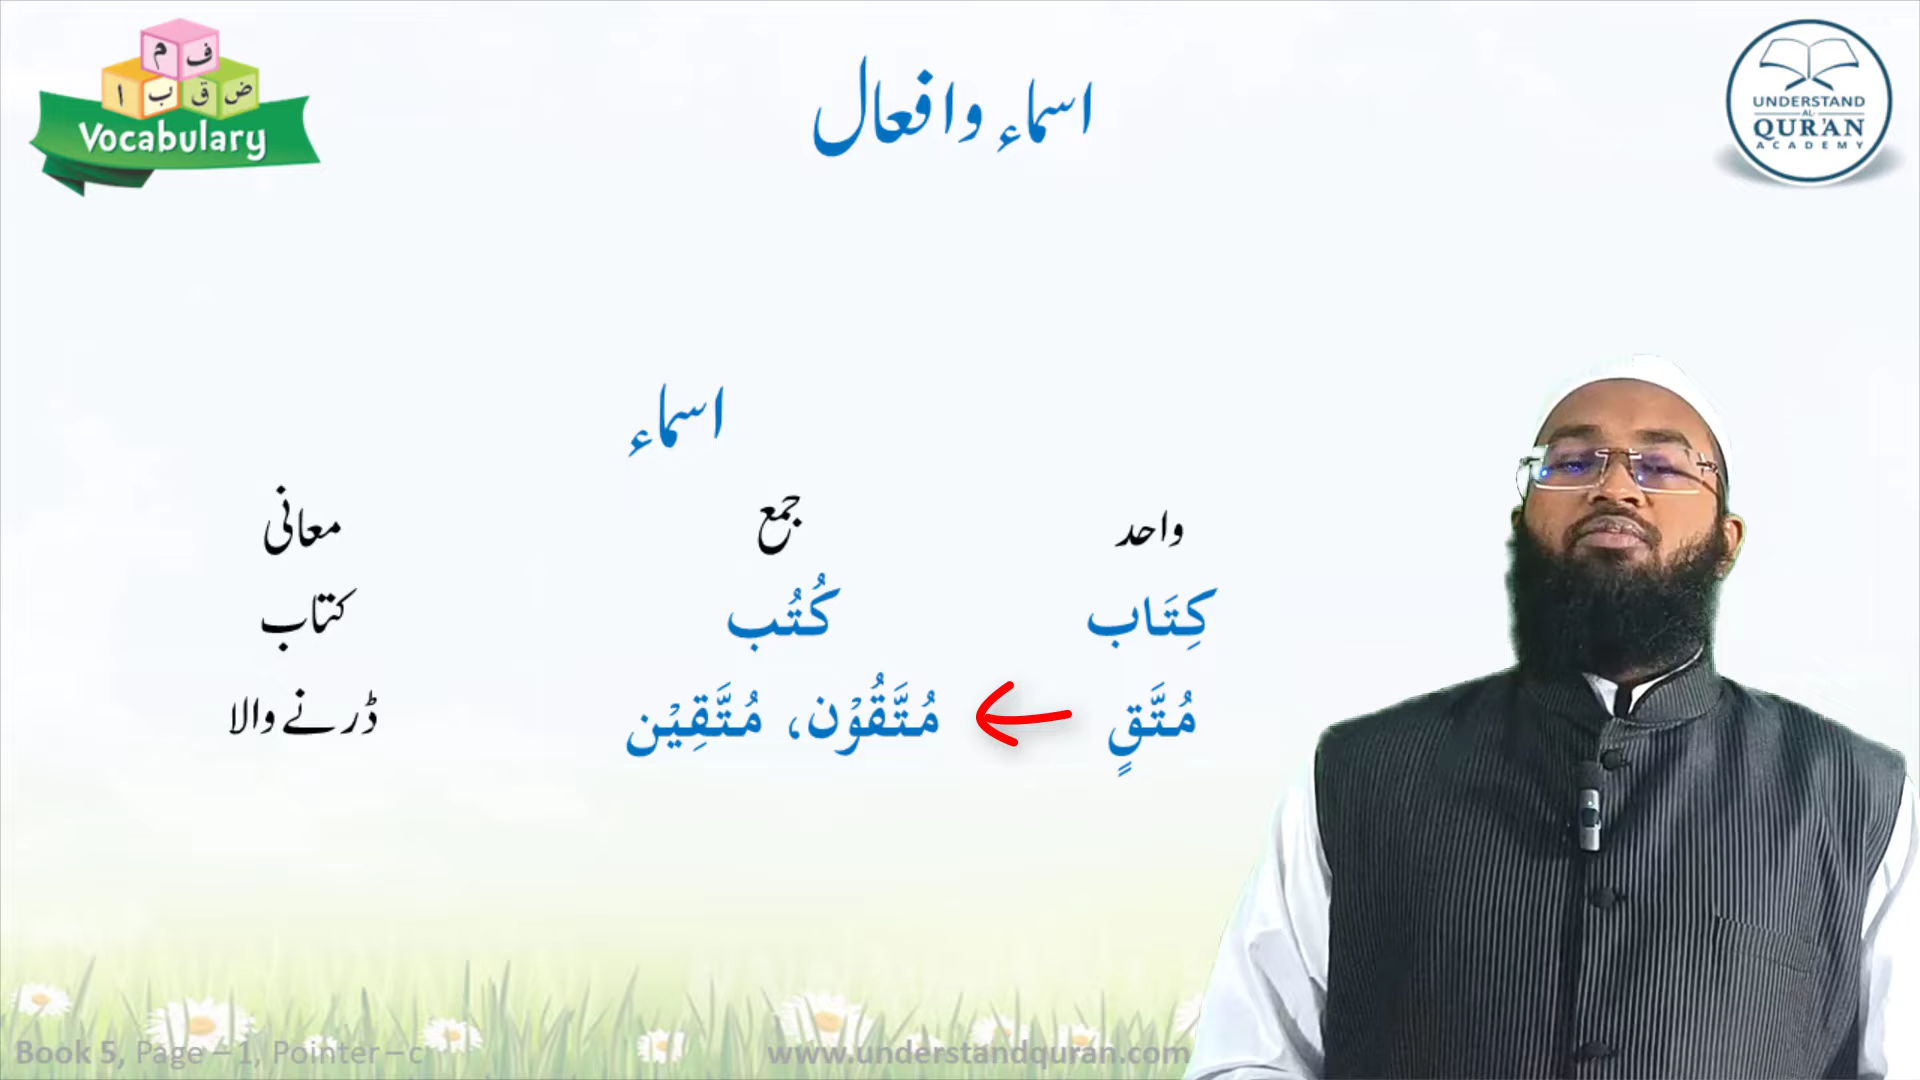 م ف
ا ب ق ض
Vocabulary
اسماء وافعال
UNDERSTAND
AL-
QUR'AN
ACADEMY
اسماء
واحد جمع معانی
كِتَاب كُتُب کتاب
مُتَّقٍ مُتَّقُوْن، مُتَّقِيْن ڈرنے والا
Book 5, Page – 1, Pointer – c
www.understandquran.com